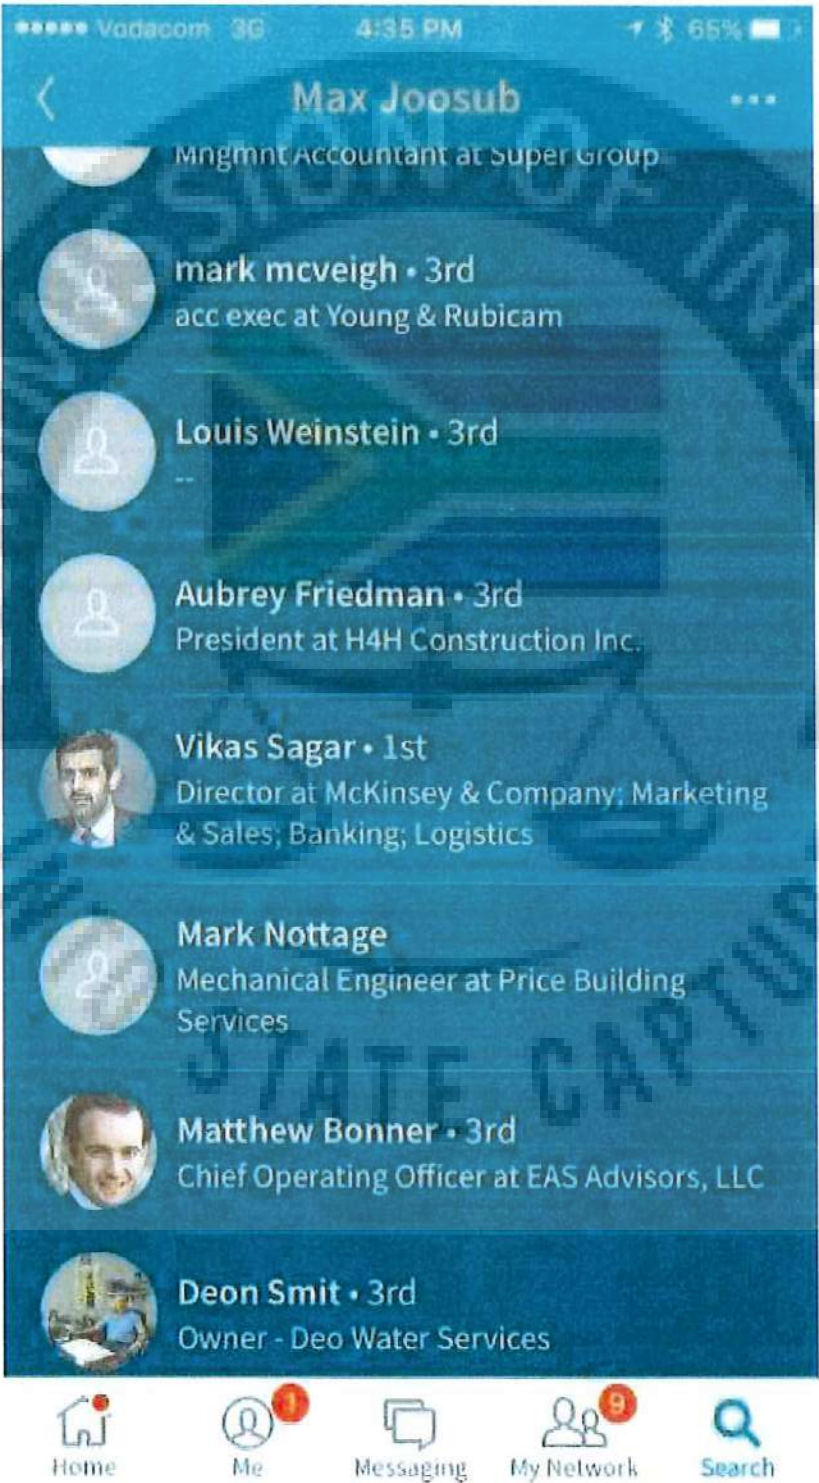 Vodacom 3G 4:35 PM 65%
Max Joosub
Mngmnt Accountant at Super Group
mark mcveigh • 3rd
acc exec at Young & Rubicam
Louis Weinstein • 3rd
--
Aubrey Friedman • 3rd
President at H4H Construction Inc.
Vikas Sagar • 1st
Director at McKinsey & Company; Marketing
& Sales; Banking; Logistics
Mark Nottage
Mechanical Engineer at Price Building
Services
Matthew Bonner • 3rd
Chief Operating Officer at EAS Advisors, LLC
Deon Smit • 3rd
Owner - Deo Water Services
1
9
Home Me Messaging My Network Search
STATE CAPTU